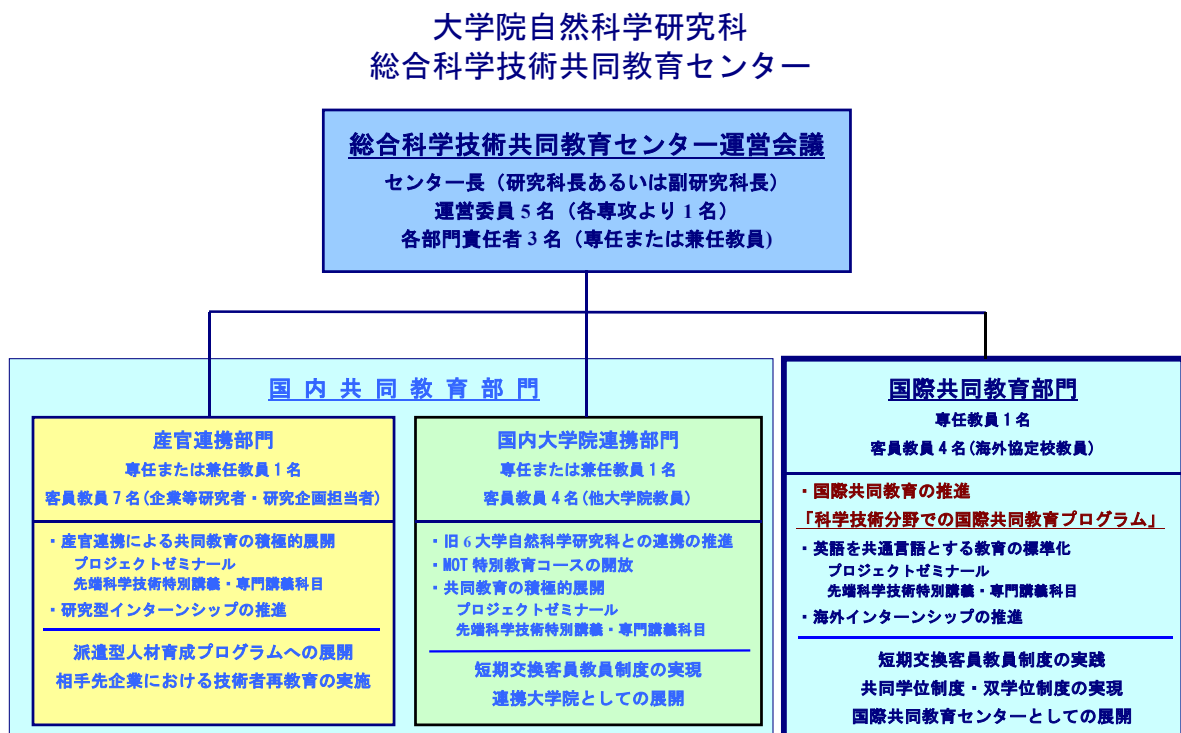 大学院自然科学研究科
総合科学技術共同教育センター
総合科学技術共同教育センター運営会議
センター長（研究科長あるいは副研究科長）
運営委員 5 名（各専攻より 1 名）
各部門責任者 3 名（専任または兼任教員)
国 内 共 同 教 育 部 門
産官連携部門
専任または兼任教員 1 名
客員教員 7 名(企業等研究者・研究企画担当者)
・産官連携による共同教育の積極的展開
プロジェクトゼミナール
先端科学技術特別講義・専門講義科目
・研究型インターンシップの推進
派遣型人材育成プログラムへの展開
相手先企業における技術者再教育の実施
国内大学院連携部門
専任または兼任教員 1 名
客員教員 4 名(他大学院教員)
・旧 6 大学自然科学研究科との連携の推進
・MOT 特別教育コースの開放
・共同教育の積極的展開
プロジェクトゼミナール
先端科学技術特別講義・専門講義科目
短期交換客員教員制度の実現
連携大学院としての展開
国際共同教育部門
専任教員 1 名
客員教員 4 名(海外協定校教員)
・国際共同教育の推進
「科学技術分野での国際共同教育プログラム」
・英語を共通言語とする教育の標準化
プロジェクトゼミナール
先端科学技術特別講義・専門講義科目
・海外インターンシップの推進
短期交換客員教員制度の実践
共同学位制度・双学位制度の実現
国際共同教育センターとしての展開